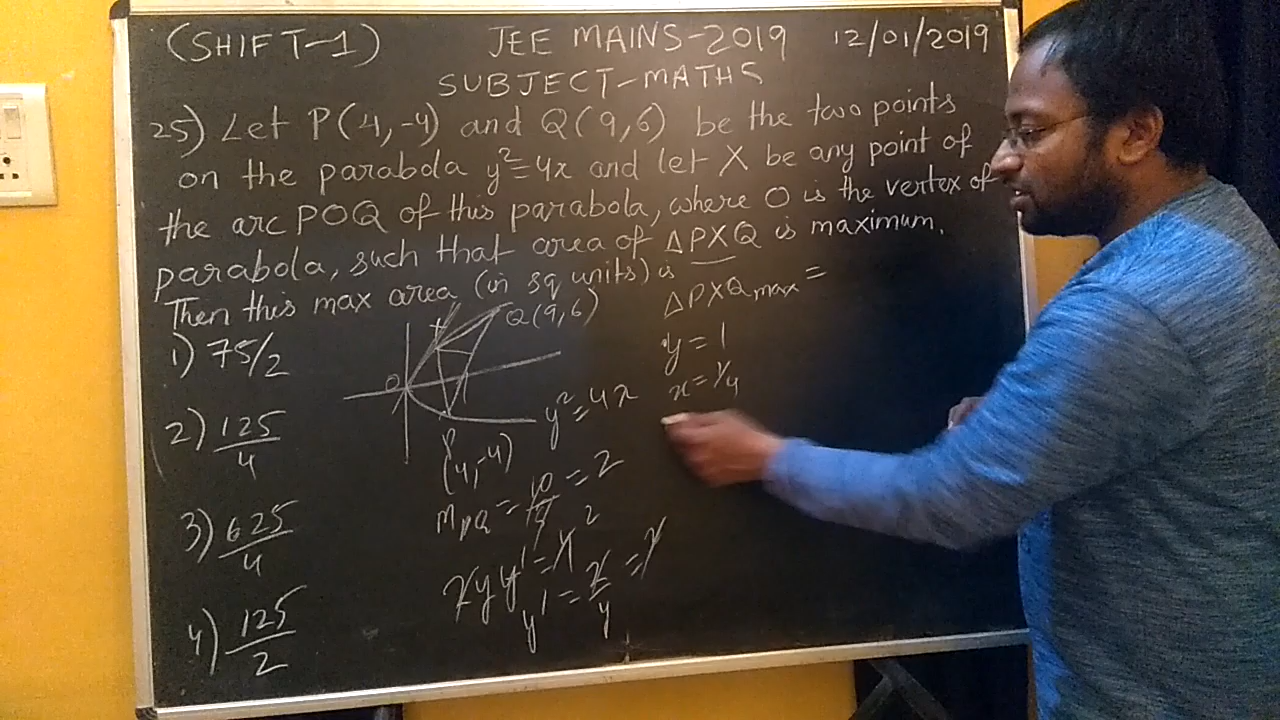 (SHIFT-1) JEE MAINS-2019 12/01/2019
SUBJECT-MATHS
25) Let P(4,-4) and Q(9,6) be the two points
on the parabola y²=4x and let X be any point of
the arc POQ of this parabola, where O is the vertex of
parabola, such that area of ΔPXQ is maximum.
Then this max area (in sq units) is
1) 75/2
2) 125/4
3) 625/4
4) 125/2
Q(9,6)
O
P
(4,-4)
y²=4x
ΔPXQmax =
y = 1
x = 1/4
= 2
2yy' = 4 2
y' =